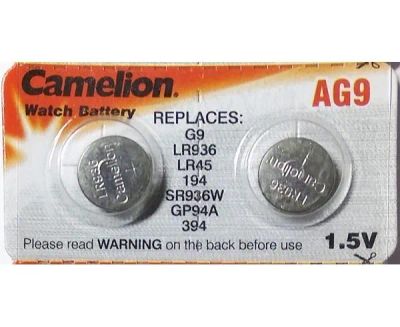 Camelion
Watch Battery
AG9
REPLACES:
G9
LR936
LR45
194
SR936W
GP94A
394
Camelion
LR936
Camelion
LR936
Please read WARNING on the back before use
1.5V